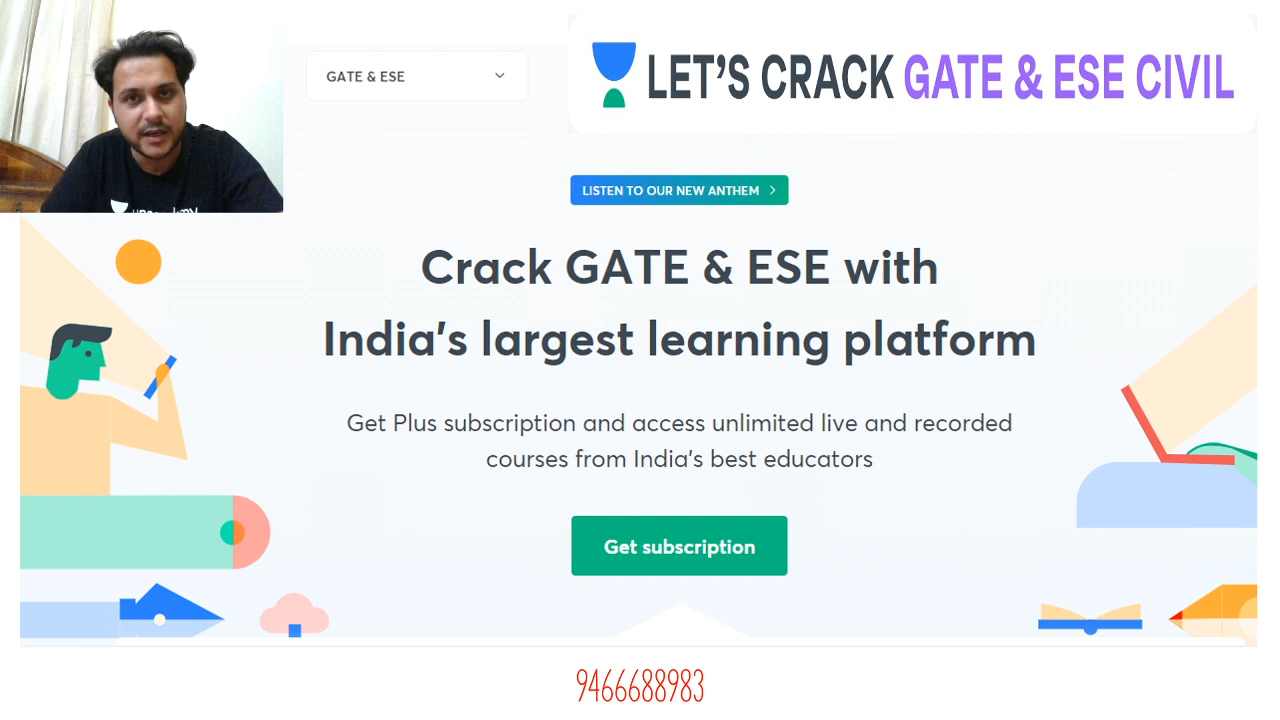 GATE & ESE
LET'S CRACK GATE & ESE CIVIL
LISTEN TO OUR NEW ANTHEM
Crack GATE & ESE with
India's largest learning platform
Get Plus subscription and access unlimited live and recorded
courses from India's best educators
Get subscription
9466688983